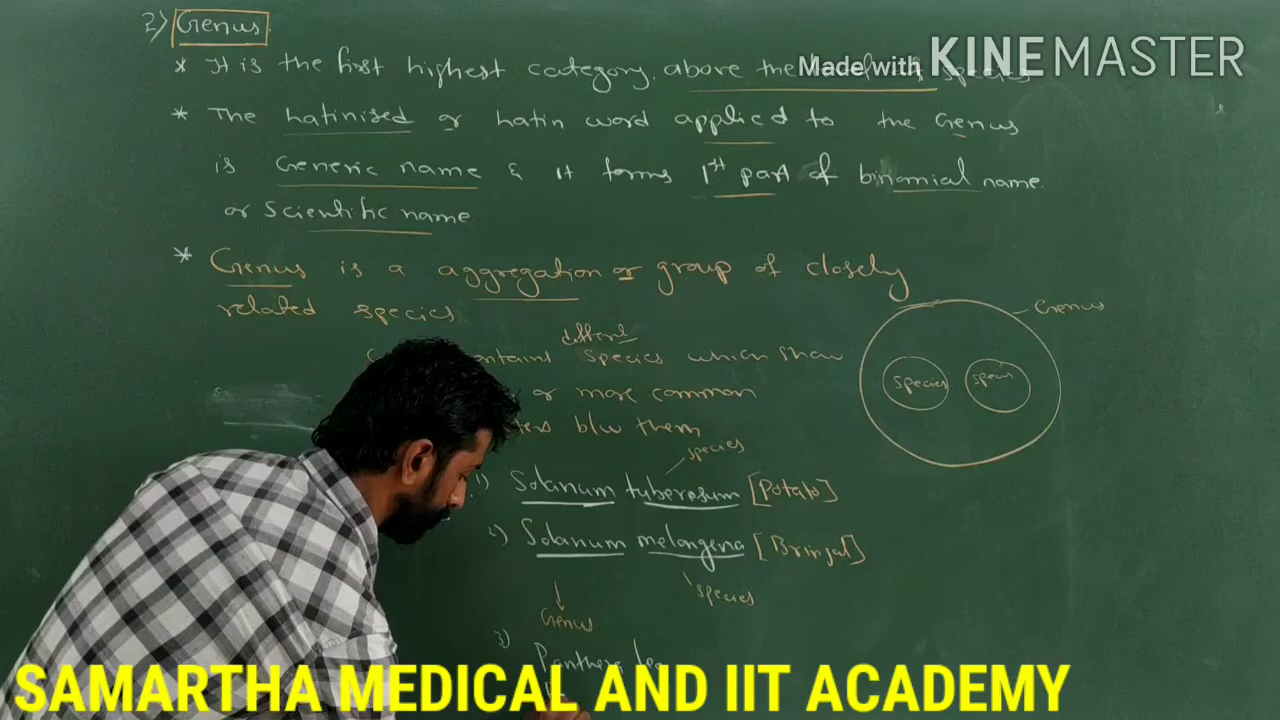 2) Genus
* It is the first highest category above the species
Made with KINEMASTER
* The Latinised or Latin word applied to the Genus
is Generic name & it forms 1st part of binomial name
or Scientific name
* Genus is a aggregation or group of closely
related species
different
species which show
or more common
b/w them
species
1) Solanum tuberosum [Potato]
2) Solanum melongena [Brinjal]
Genus
species
3) Panthera leo
Genus
species
species
SAMARTHA MEDICAL AND IIT ACADEMY